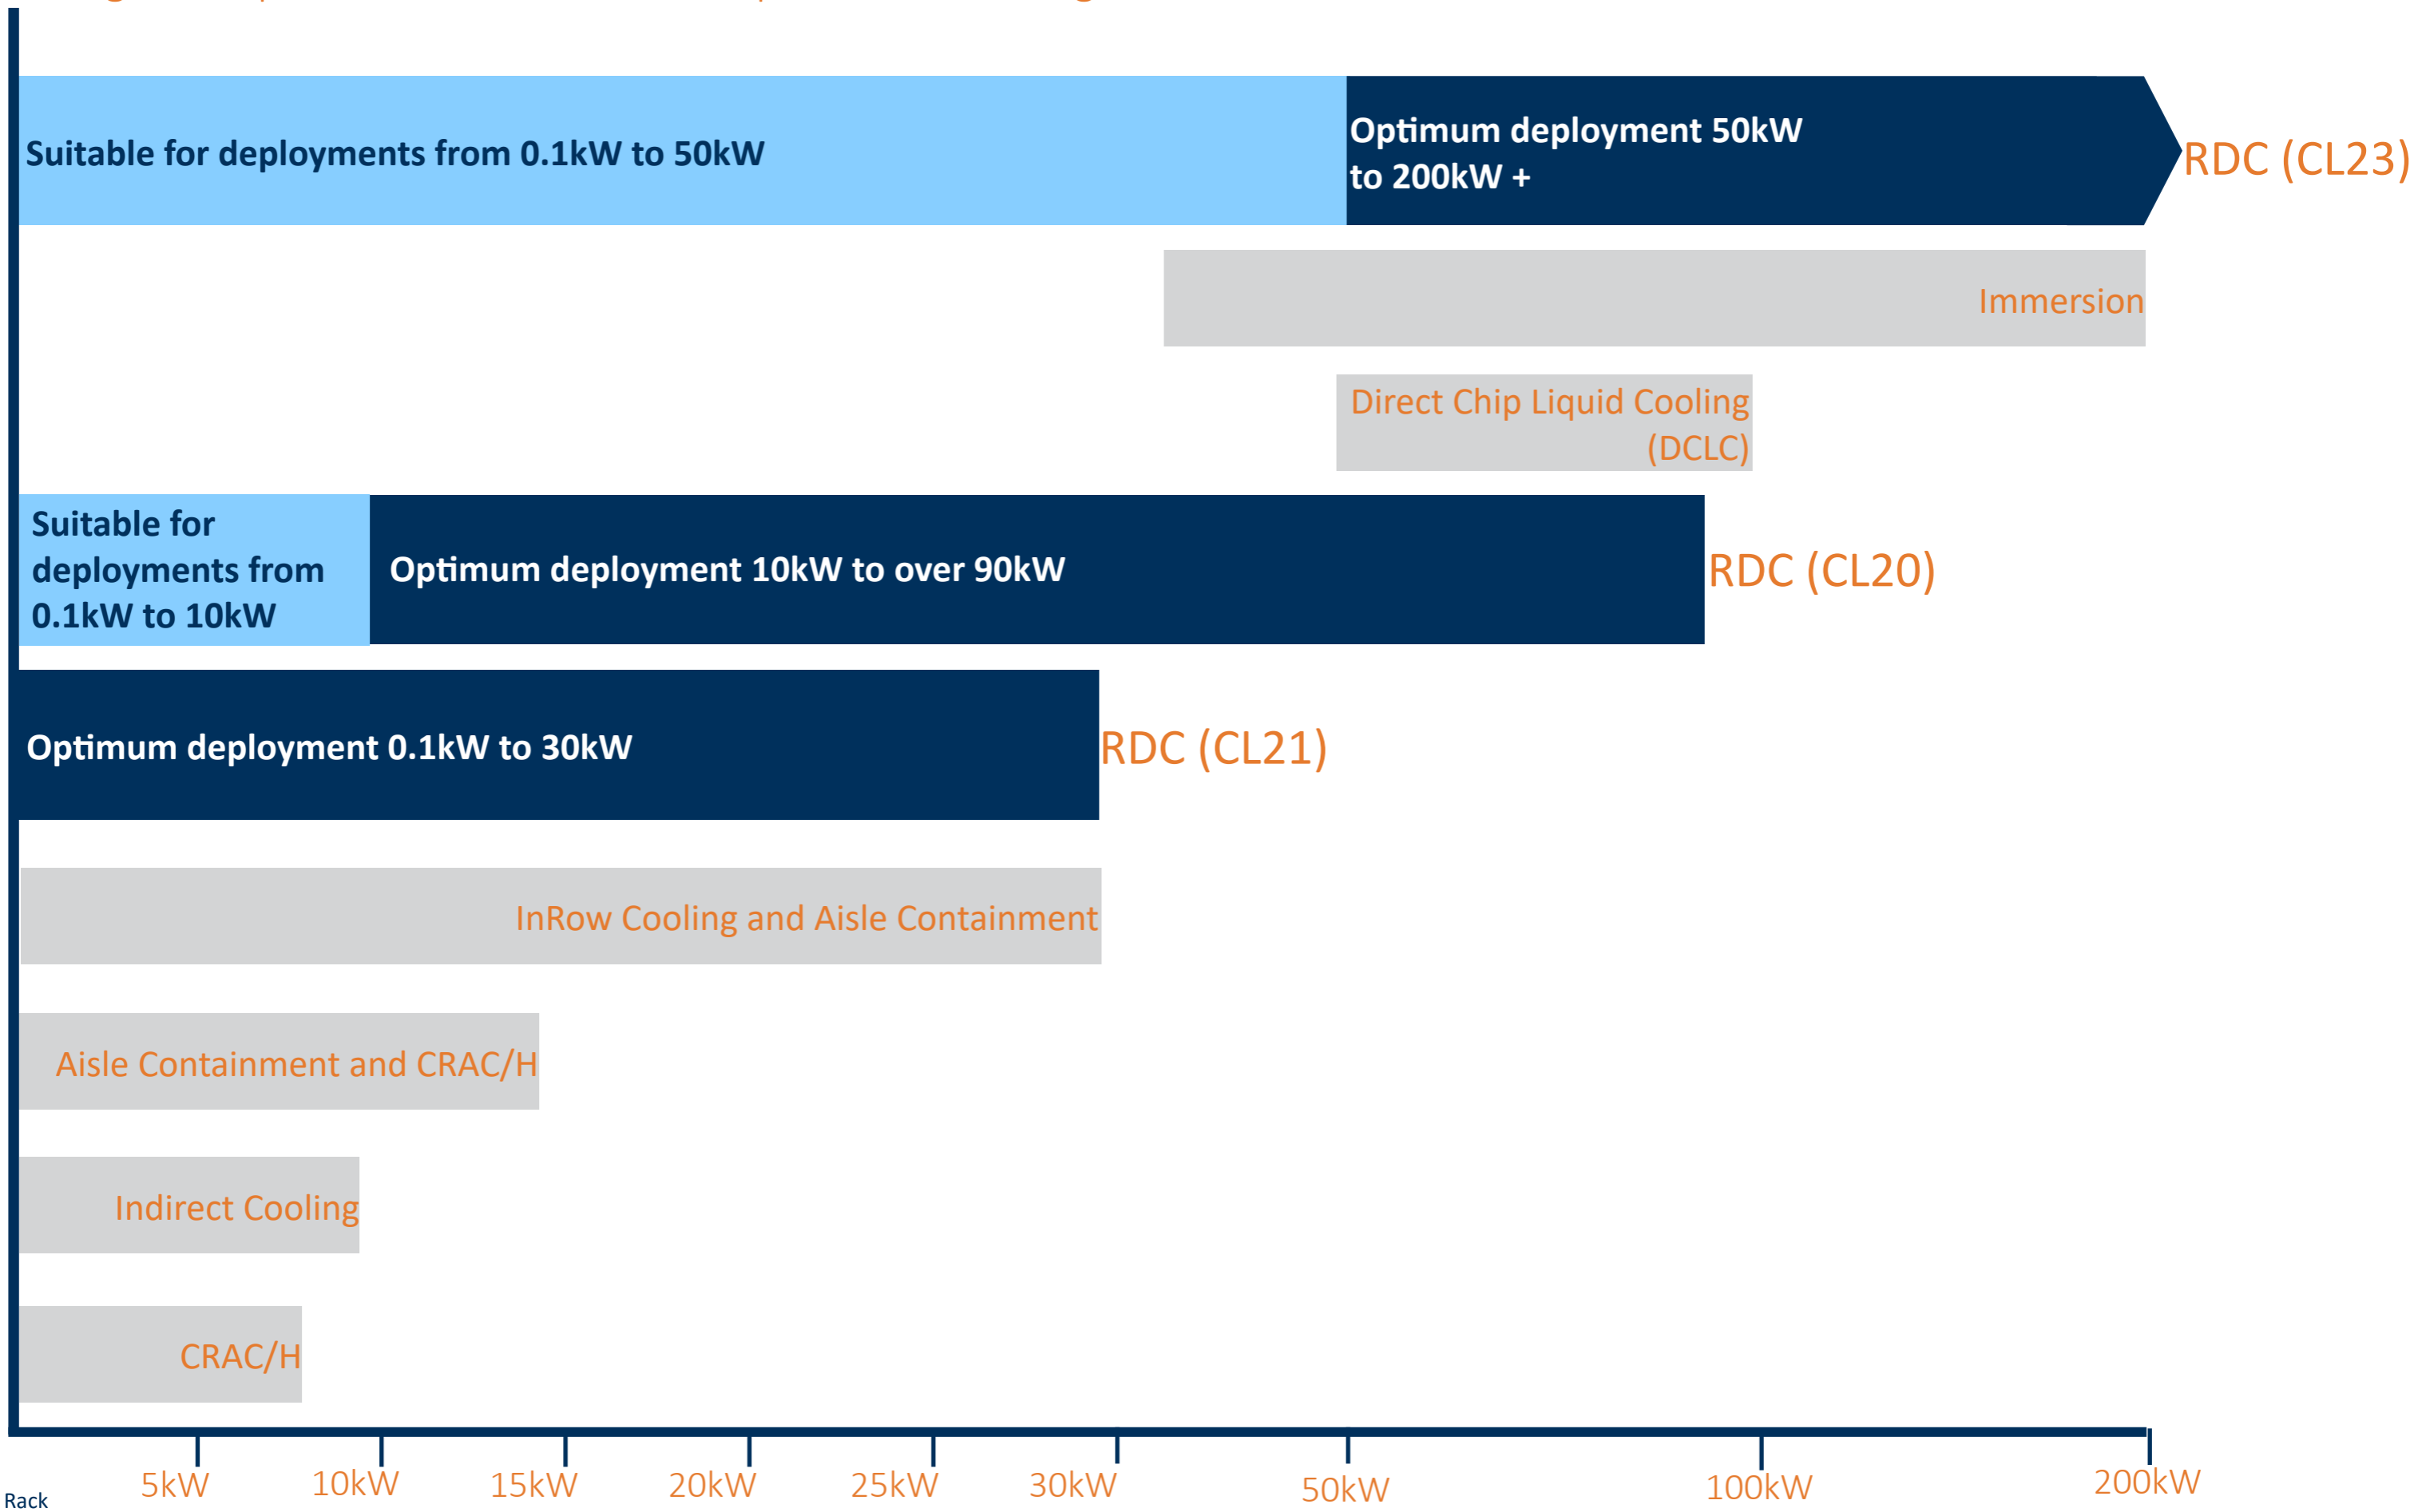 Suitable for deployments from 0.1kW to 50kW
Optimum deployment 50kW
to 200kW +
RDC (CL23)
Immersion
Direct Chip Liquid Cooling
(DCLC)
Suitable for
deployments from
0.1kW to 10kW
Optimum deployment 10kW to over 90kW
RDC (CL20)
Optimum deployment 0.1kW to 30kW
RDC (CL21)
InRow Cooling and Aisle Containment
Aisle Containment and CRAC/H
Indirect Cooling
CRAC/H
Rack
5kW
10kW
15kW
20kW
25kW
30kW
50kW
100kW
200kW